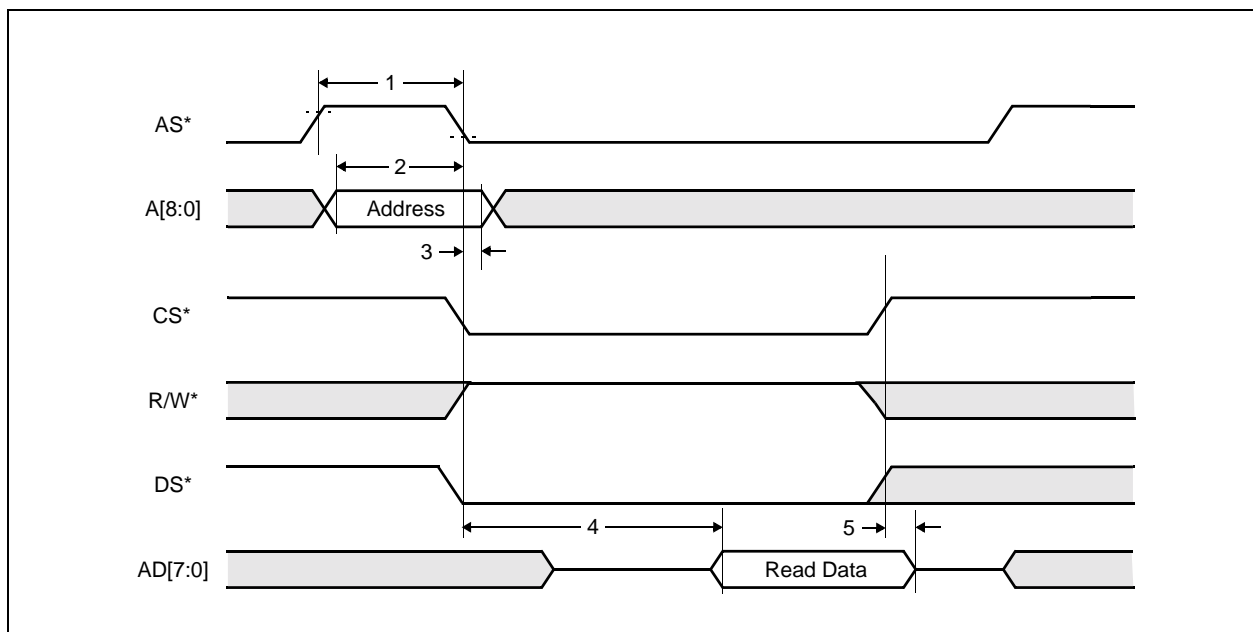 1
AS*
2
A[8:0]
Address
3
CS*
R/W*
DS*
4
5
AD[7:0]
Read Data